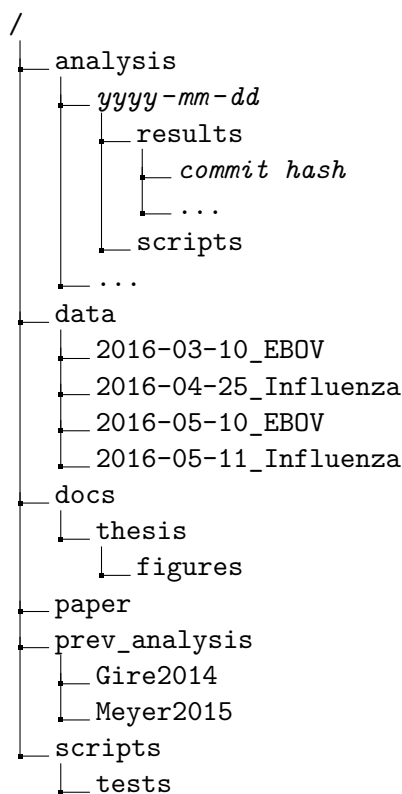 /
analysis
yyyy-mm-dd
results
commit hash
...
scripts
...
data
2016-03-10_EBOV
2016-04-25_Influenza
2016-05-10_EBOV
2016-05-11_Influenza
docs
thesis
figures
paper
prev_analysis
Gire2014
Meyer2015
scripts
tests